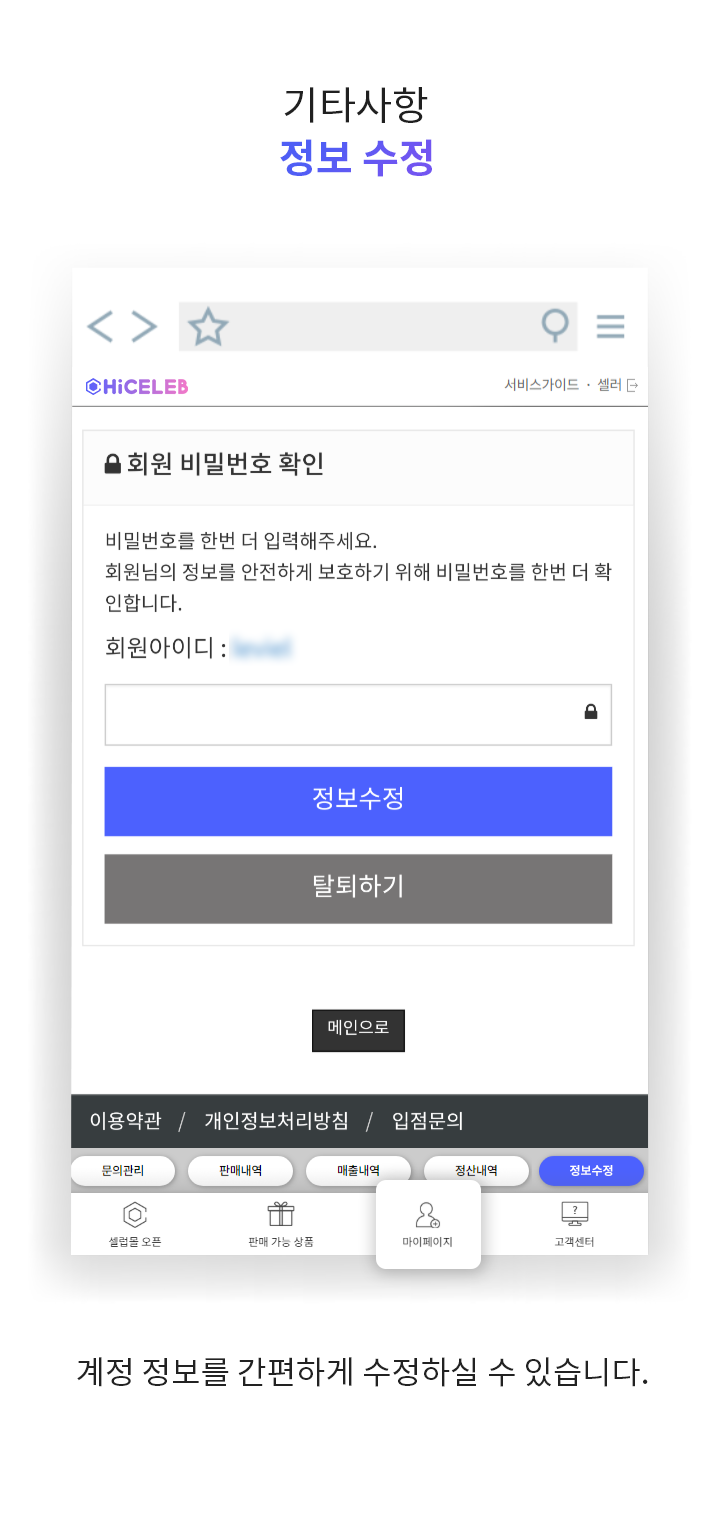 기타사항
정보 수정
HiCELEB
서비스가이드 · 셀러
회원 비밀번호 확인
비밀번호를 한번 더 입력해주세요.
회원님의 정보를 안전하게 보호하기 위해 비밀번호를 한번 더 확
인합니다.
회원아이디 :
정보수정
탈퇴하기
메인으로
이용약관 / 개인정보처리방침 / 입점문의
문의관리 판매내역 매출내역 정산내역 정보수정
셀럽몰 오픈 판매 가능 상품 마이페이지 고객센터
계정 정보를 간편하게 수정하실 수 있습니다.